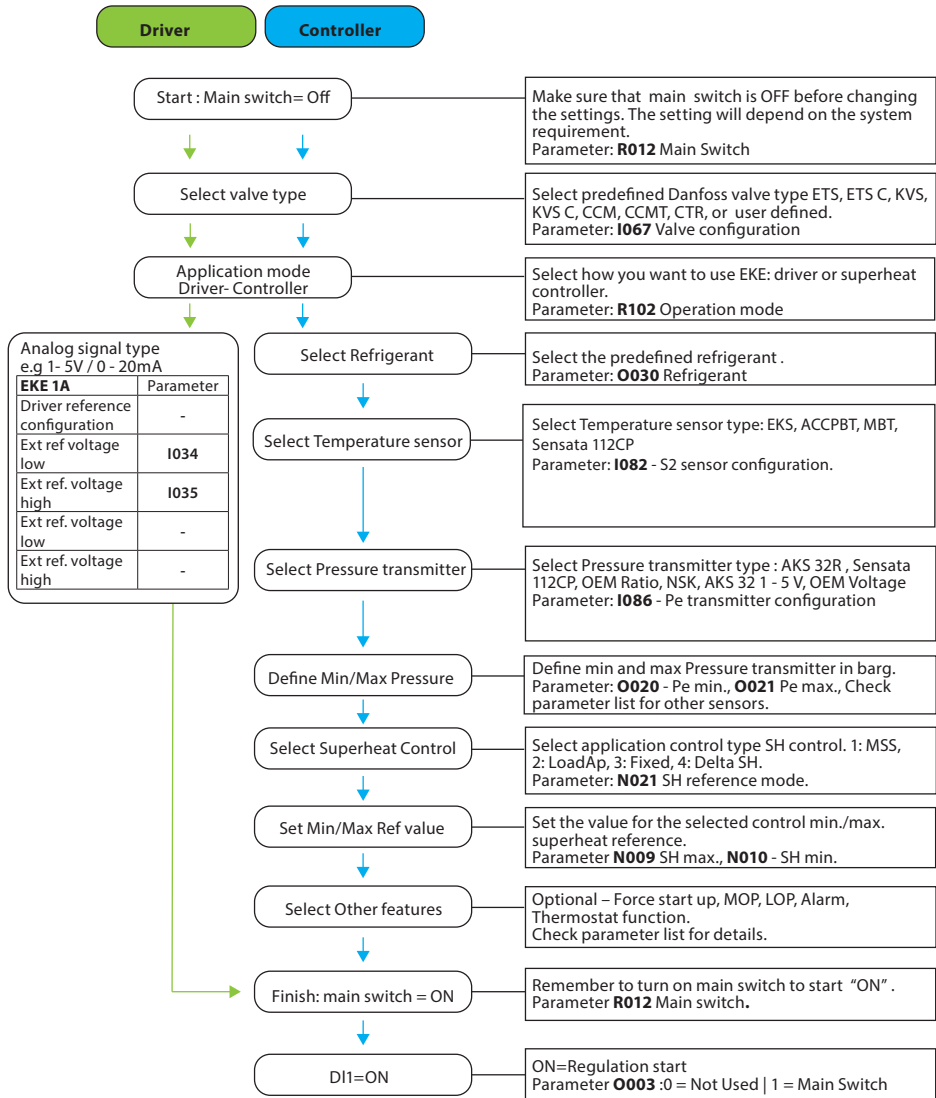 Driver
Controller
Start : Main switch= Off
Make sure that main switch is OFF before changing
the settings. The setting will depend on the system
requirement.
Parameter: R012 Main Switch
Select valve type
Select predefined Danfoss valve type ETS, ETS C, KVS,
KVS C, CCM, CCMT, CTR, or user defined.
Parameter: I067 Valve configuration
Application mode
Driver- Controller
Select how you want to use EKE: driver or superheat
controller.
Parameter: R102 Operation mode
Analog signal type
e.g 1- 5V / 0 - 20mA
EKE 1A Parameter
Driver reference
configuration -
Ext ref voltage
low I034
Ext ref. voltage
high I035
Ext ref. voltage
low -
Ext ref. voltage
high -
Select Refrigerant
Select the predefined refrigerant .
Parameter: O030 Refrigerant
Select Temperature sensor
Select Temperature sensor type: EKS, ACCPBT, MBT,
Sensata 112CP
Parameter: I082 - S2 sensor configuration.
Select Pressure transmitter
Select Pressure transmitter type : AKS 32R , Sensata
112CP, OEM Ratio, NSK, AKS 32 1 - 5 V, OEM Voltage
Parameter: I086 - Pe transmitter configuration
Define Min/Max Pressure
Define min and max Pressure transmitter in barg.
Parameter: O020 - Pe min., O021 Pe max., Check
parameter list for other sensors.
Select Superheat Control
Select application control type SH control. 1: MSS,
2: LoadAp, 3: Fixed, 4: Delta SH.
Parameter: N021 SH reference mode.
Set Min/Max Ref value
Set the value for the selected control min./max.
superheat reference.
Parameter N009 SH max., N010 - SH min.
Select Other features
Optional – Force start up, MOP, LOP, Alarm,
Thermostat function.
Check parameter list for details.
Finish: main switch = ON
Remember to turn on main switch to start “ON” .
Parameter R012 Main switch.
DI1=ON
ON=Regulation start
Parameter O003 :0 = Not Used | 1 = Main Switch